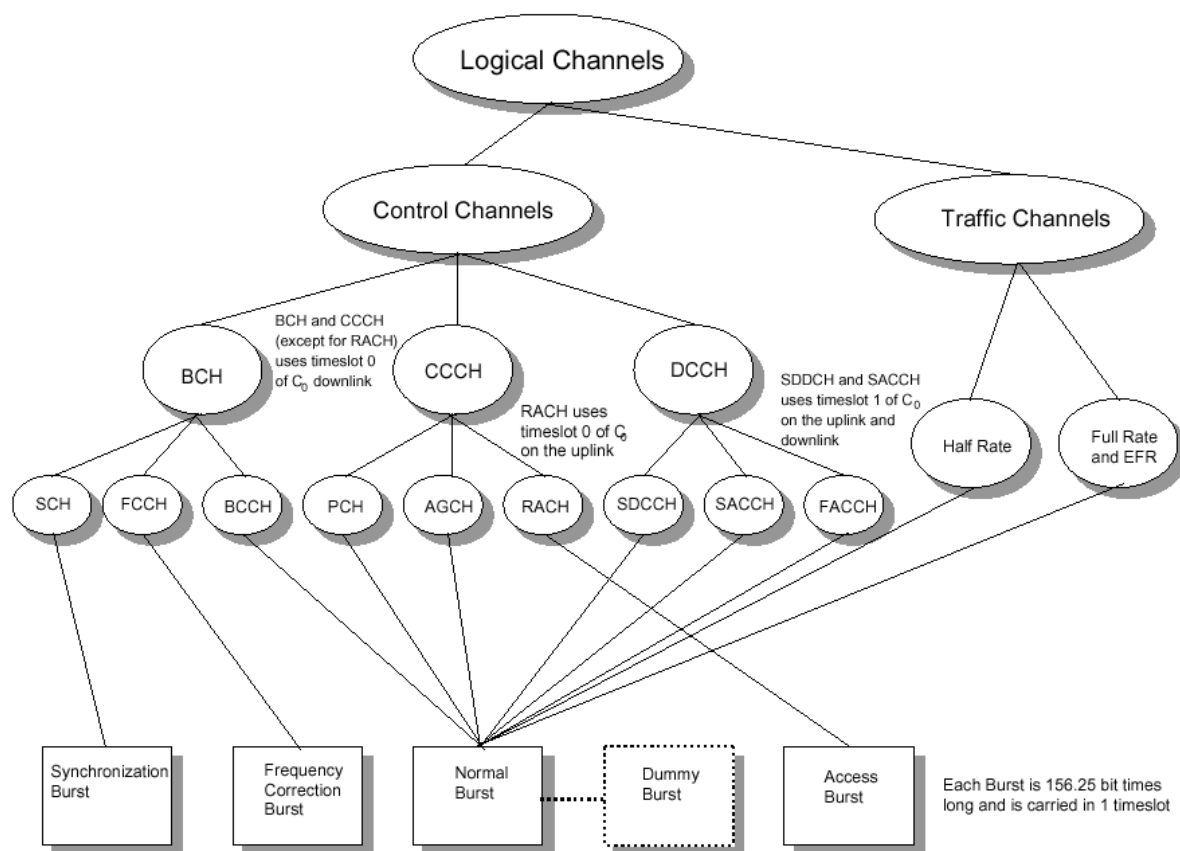 Logical Channels
Control Channels
Traffic Channels
BCH and CCCH
(except for RACH)
uses timeslot 0
of C0 downlink
BCH
CCCH
DCCH
SDDCH and SACCH
uses timeslot 1 of C0
on the uplink and
downlink
RACH uses
timeslot 0 of C0
on the uplink
Half Rate
Full Rate
and EFR
SCH
FCCH
BCCH
PCH
AGCH
RACH
SDCCH
SACCH
FACCH
Synchronization
Burst
Frequency
Correction
Burst
Normal
Burst
Dummy
Burst
Access
Burst
Each Burst is 156.25 bit times
long and is carried in 1 timeslot